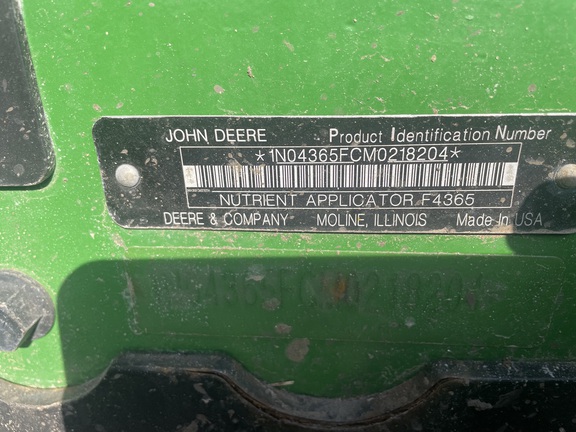 JOHN DEERE Product Identification Number
*1N04365FCM0218204*
NUTRIENT APPLICATOR F4365
DEERE & COMPANY MOLINE, ILLINOIS Made In USA